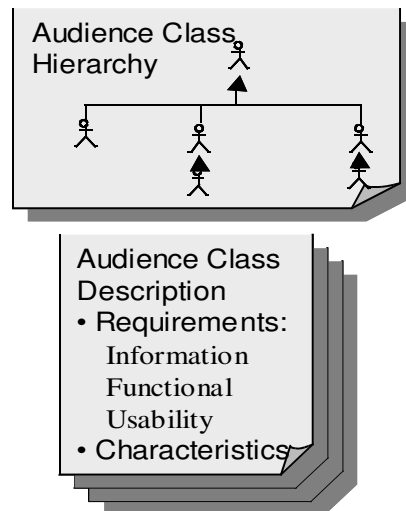 Audience Class
Hierarchy
Audience Class
Description
• Requirements:
Information
Functional
Usability
• Characteristics